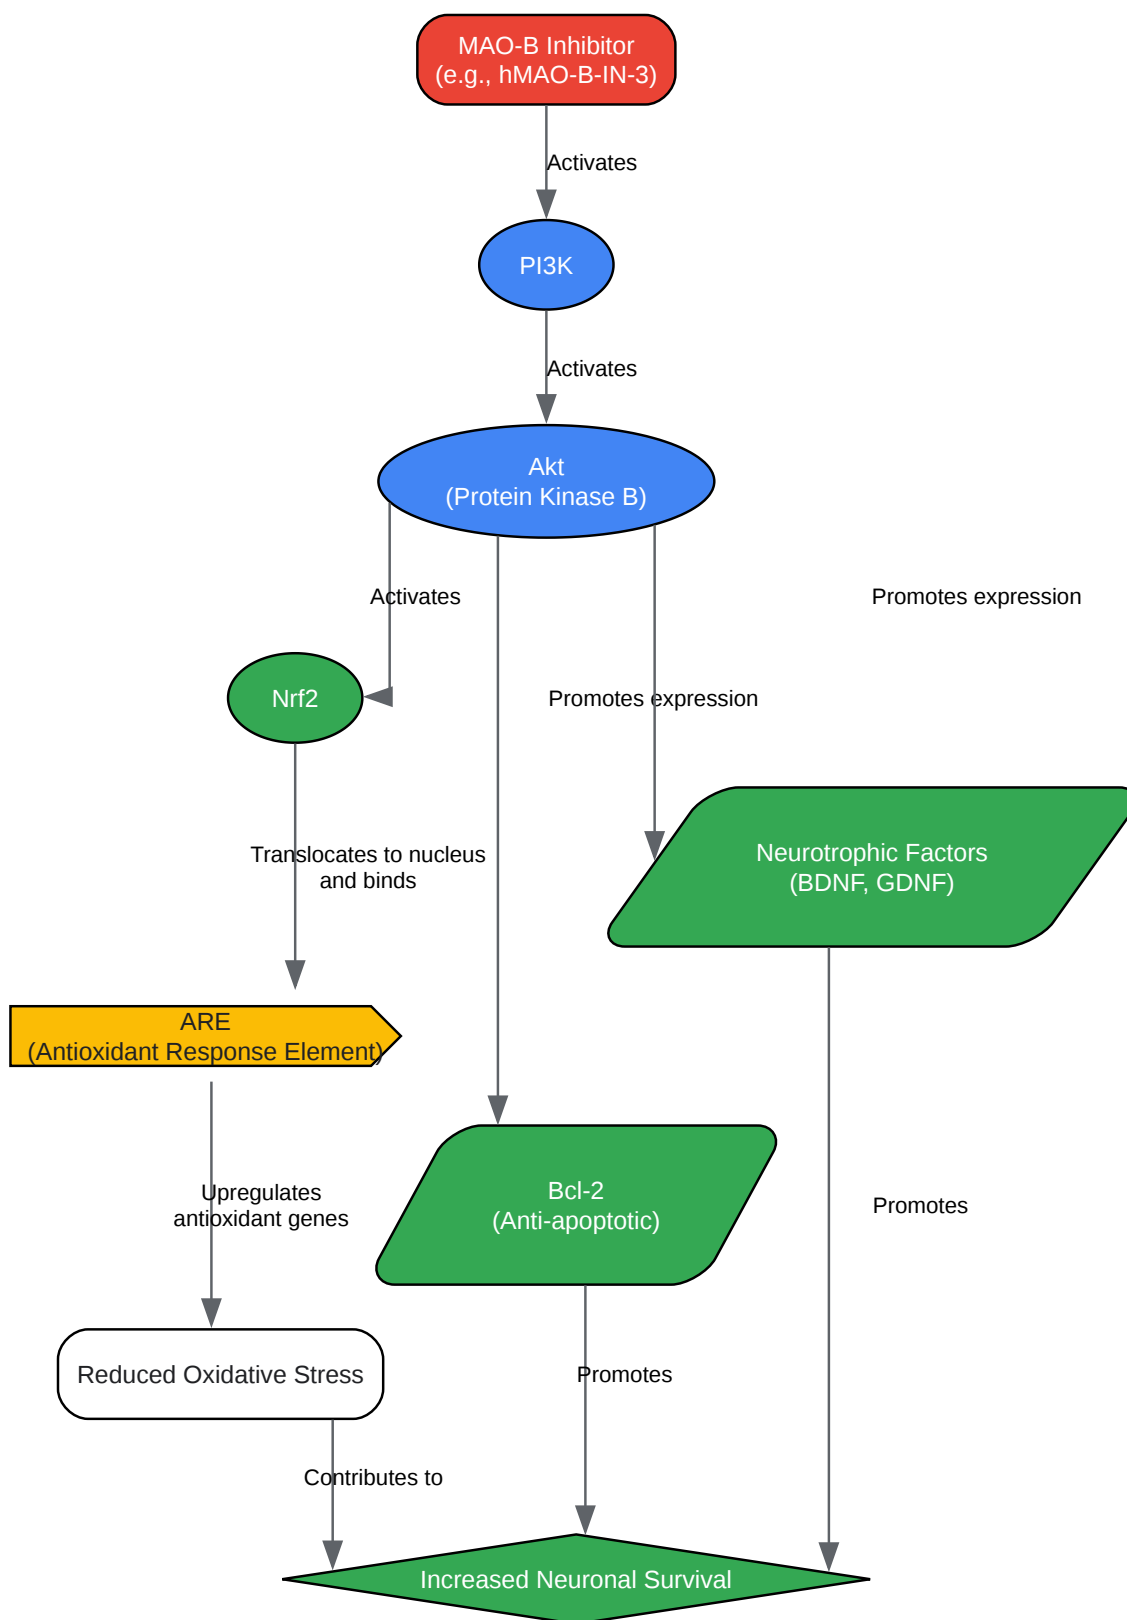 MAO-B Inhibitor
(e.g., hMAO-B-IN-3)
Activates
PI3K
Activates
Akt
(Protein Kinase B)
Activates
Promotes expression
Nrf2
Promotes expression
Translocates to nucleus
and binds
Neurotrophic Factors
(BDNF, GDNF)
ARE
(Antioxidant Response Element)
Upregulates
antioxidant genes
Bcl-2
(Anti-apoptotic)
Promotes
Reduced Oxidative Stress
Promotes
Contributes to
Increased Neuronal Survival